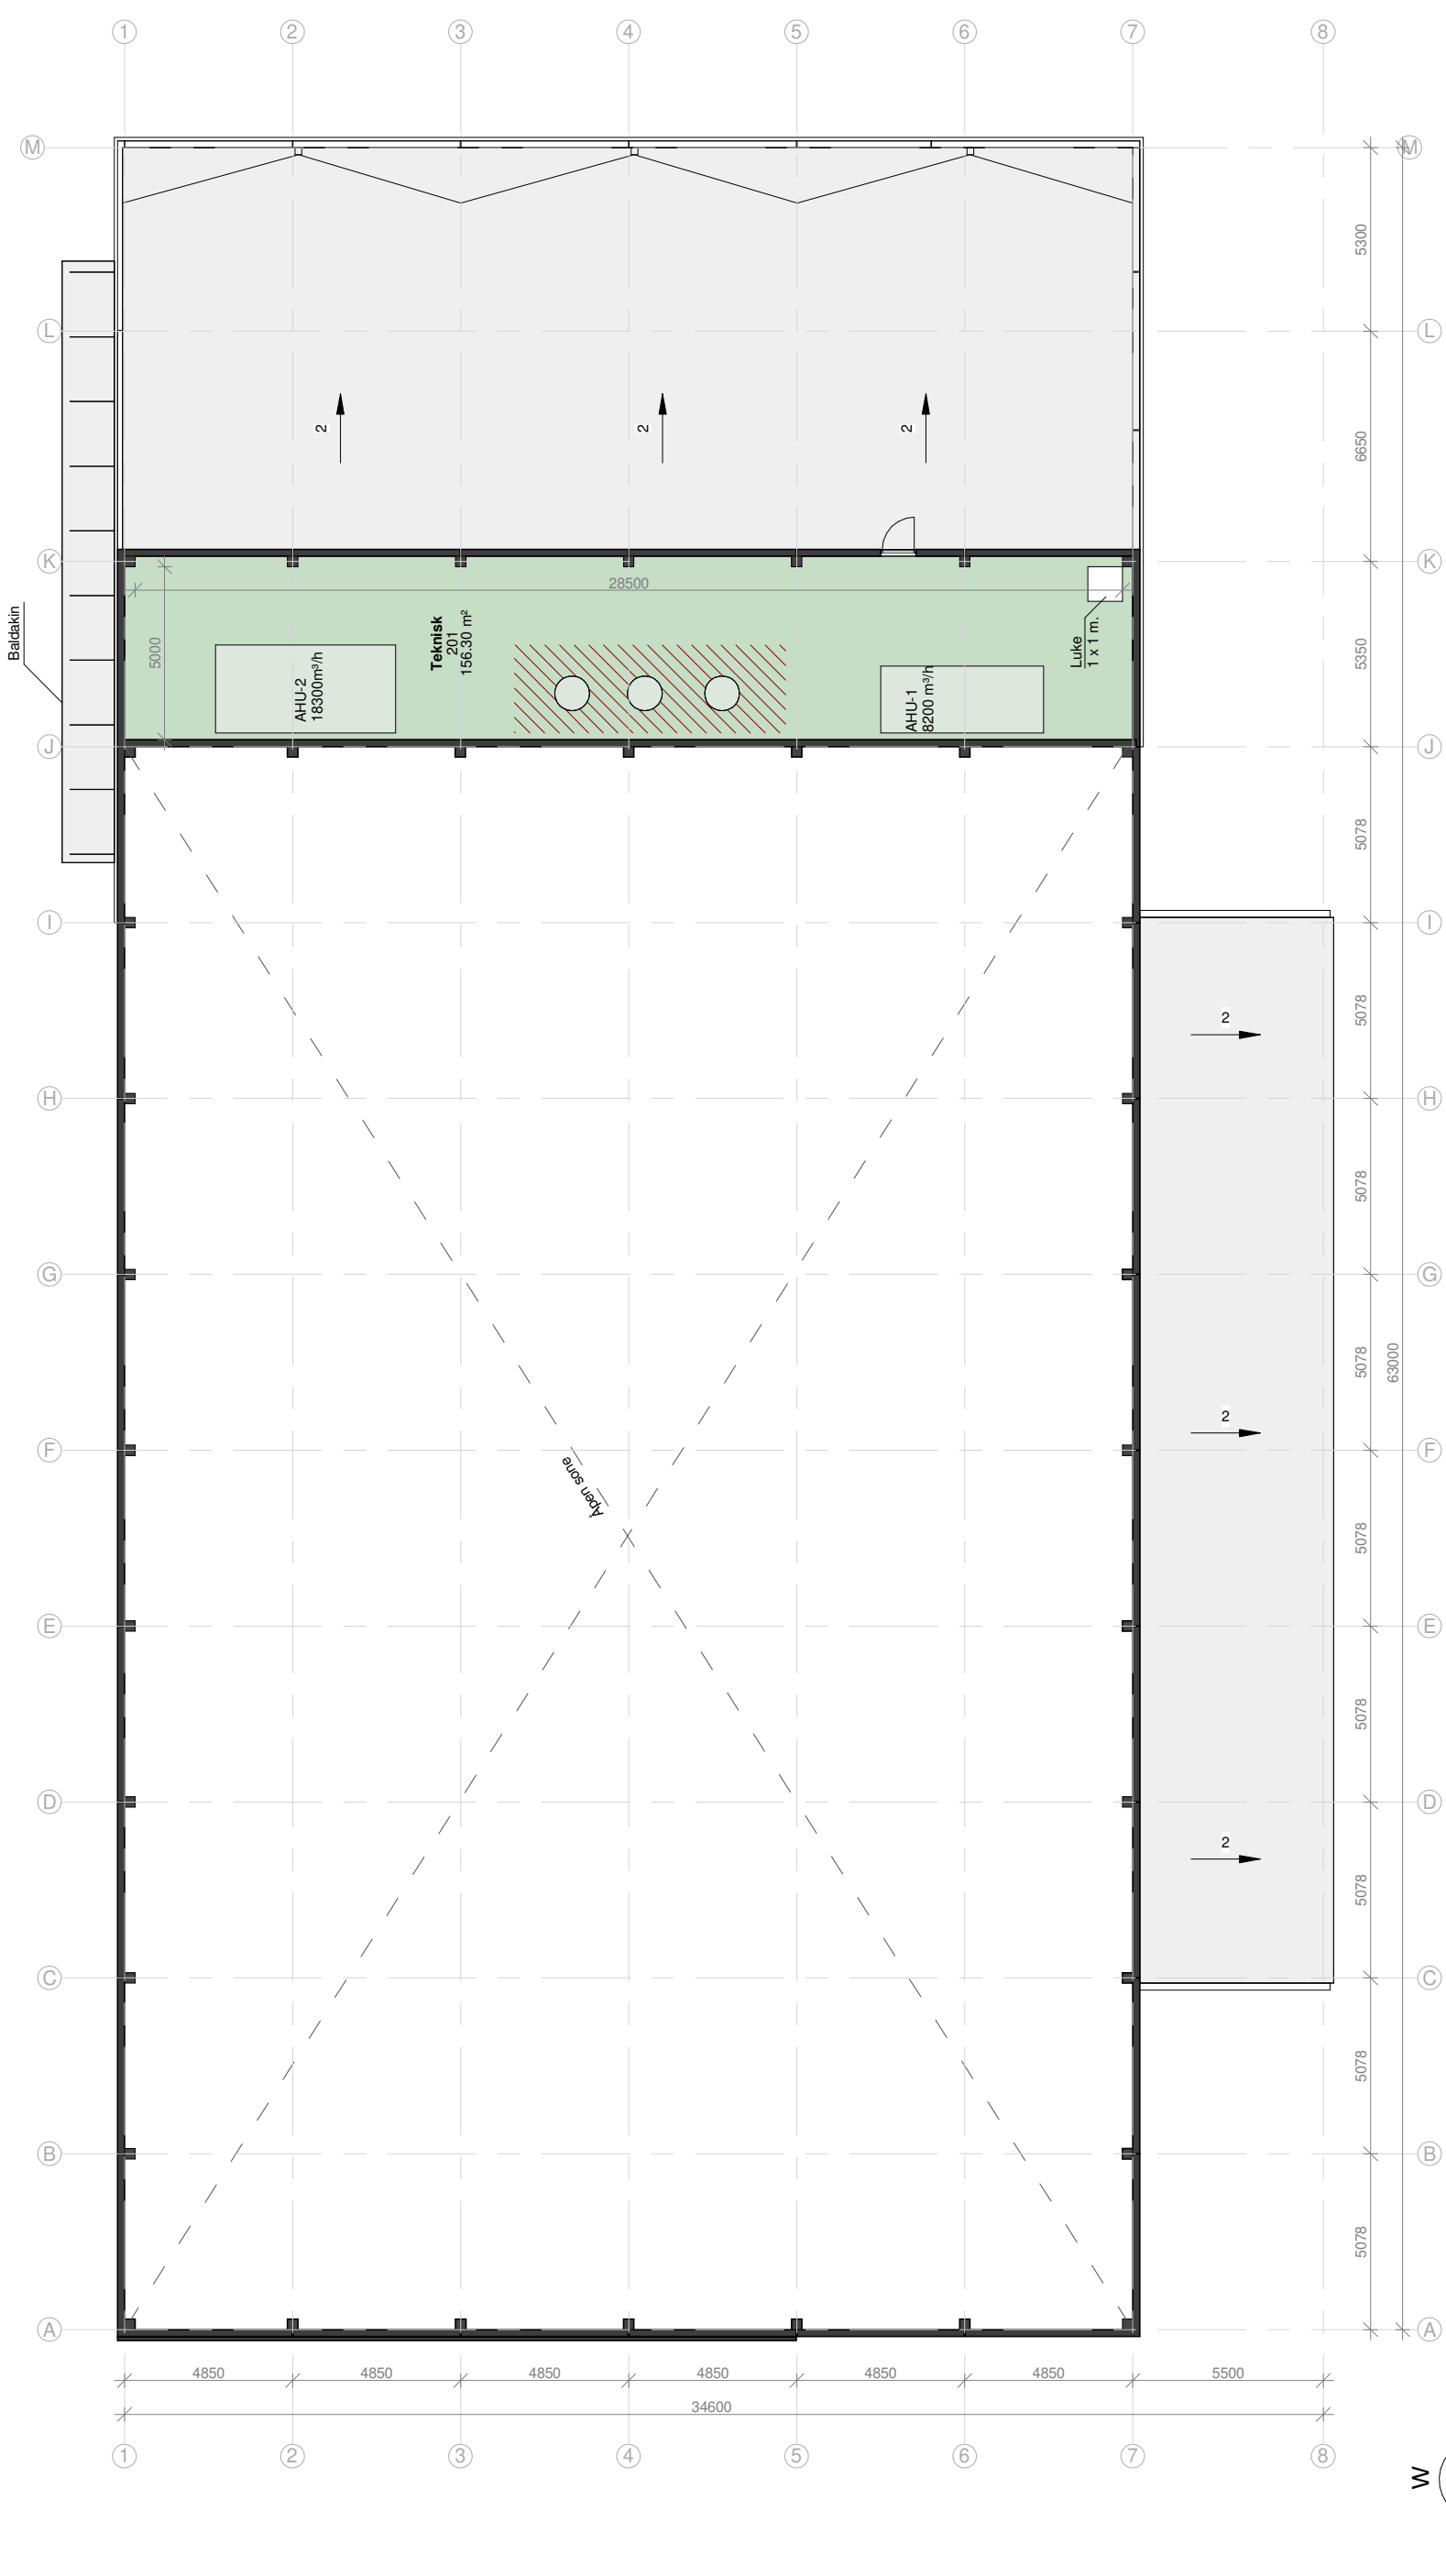 1 2 3 4 5 6 7 8
M M
5300
L L
2 2 2
6650
K K
28500
Baldakin
5000
Teknisk
201
156.30 m²
AHU-2
18300m³/h
AHU-1
8200 m³/h
Luke
1 x 1 m.
5350
J J
5078
I I
2
5078
H H
5078
G G
5078
63000
2
F F
Åpen sone
5078
E E
5078
D D
2
5078
C C
5078
B B
5078
A A
4850 4850 4850 4850 4850 4850 5500
34600
1 2 3 4 5 6 7 8
W